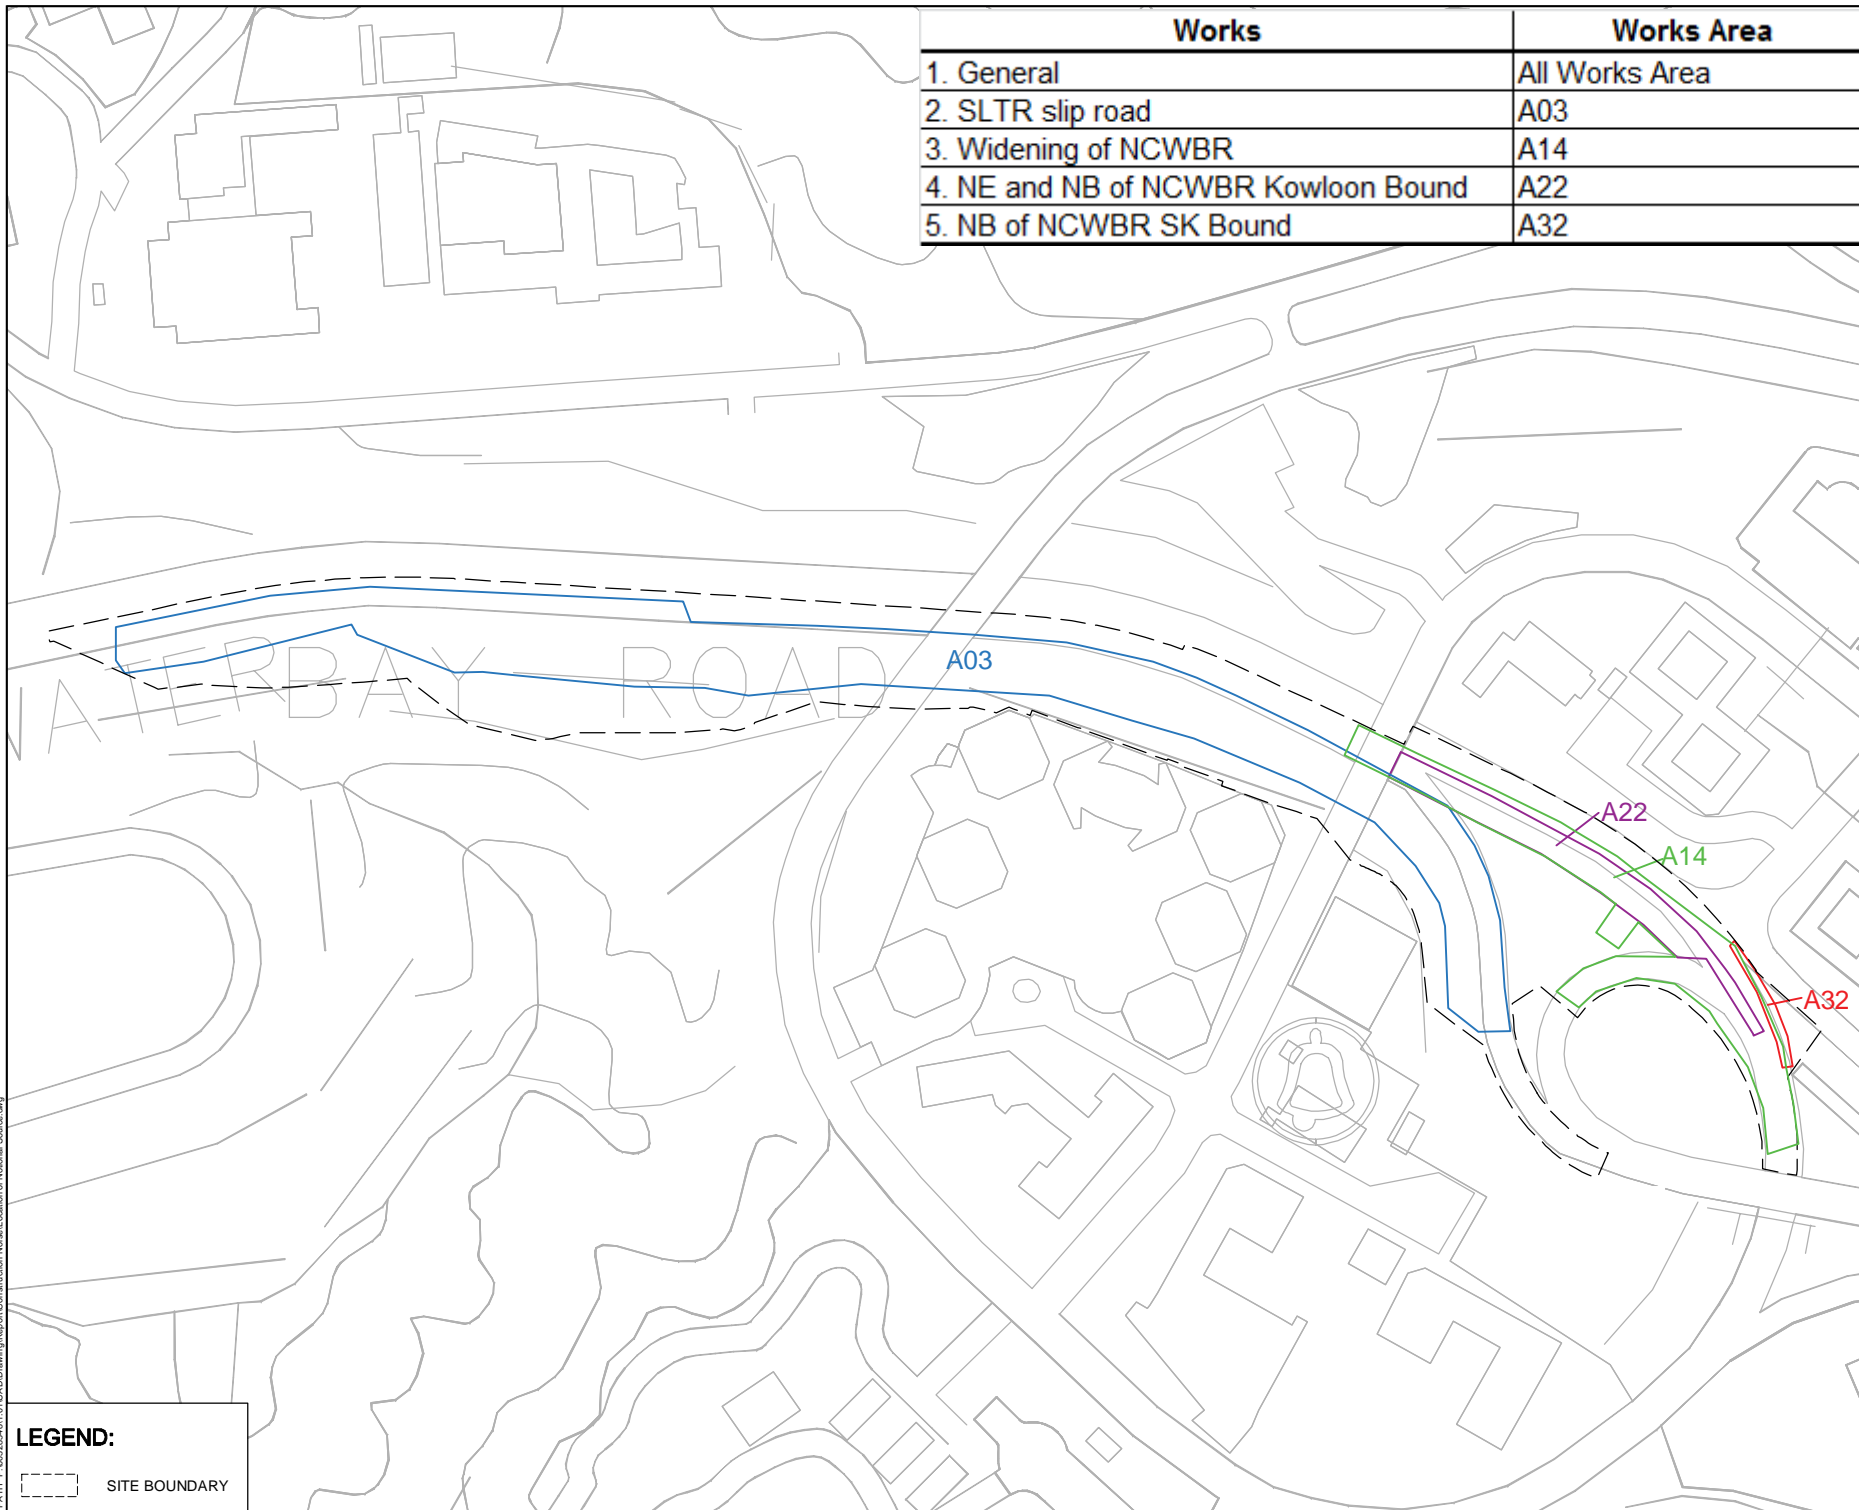 Works Works Area
1. General All Works Area
2. SLTR slip road A03
3. Widening of NCWBR A14
4. NE and NB of NCWBR Kowloon Bound A22
5. NB of NCWBR SK Bound A32
ATERBAY ROAD
A03
A22
A14
A32
LEGEND:
SITE BOUNDARY